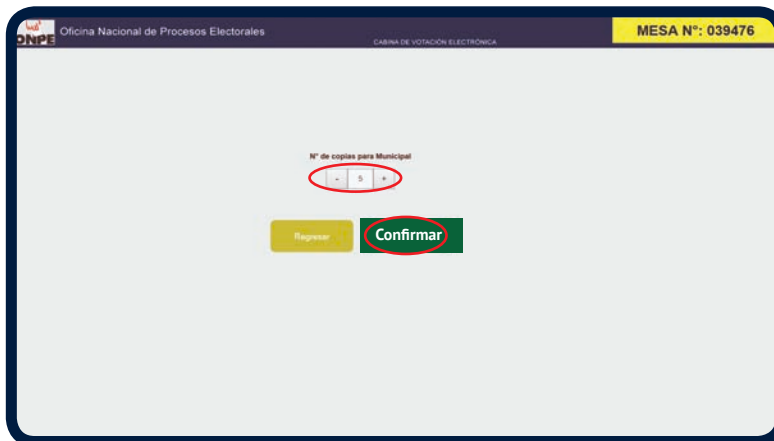 ONPE
Oficina Nacional de Procesos Electorales
CABINA DE VOTACIÓN ELECTRÓNICA
MESA N°: 039476
N° de copias para Municipal
- 5 +
Regresar
Confirmar